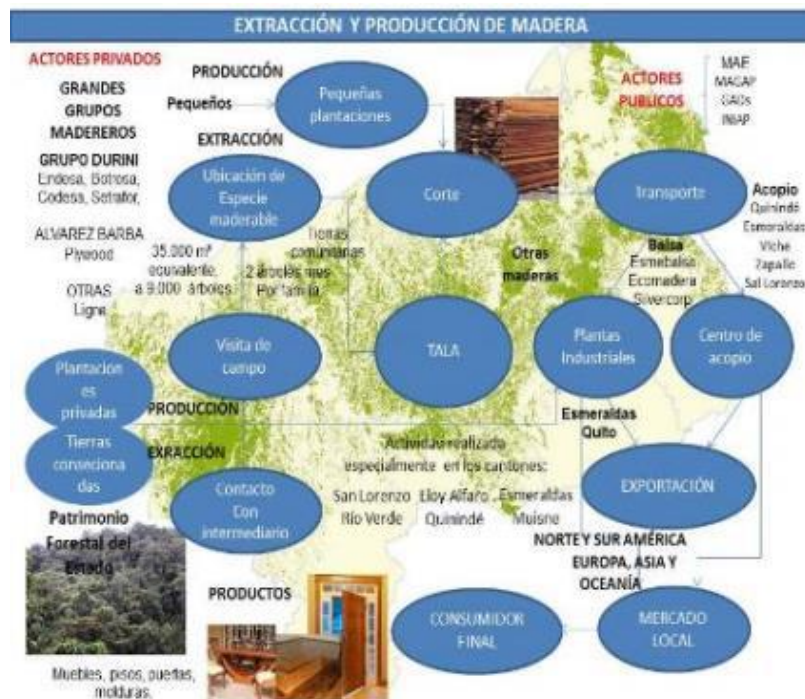 EXTRACCIÓN Y PRODUCCIÓN DE MADERA
ACTORES PRIVADOS
GRANDES
GRUPOS
MADEREROS
GRUPO DURINI
Endesa, Botrosa,
Codesa, Setrafor,
ALVAREZ BARBA
Plywood
OTRAS
Ligne
PRODUCCIÓN
Pequeños
Pequeñas
plantaciones
EXTRACCIÓN
Ubicación de
Especie
maderable
Corte
ACTORES
PUBLICOS
MAE
MAGAP
GADs
INIAP
Transporte
Acopio
Quinindé
Esmeraldas
Viche
Zapalle
Sal Lorenzo
35.000 m³
equivalente
a 9.000 árboles
Tierras
comunitarias
2 árboles mes
Por familia
Otras
maderas
Balsa
Esmebalsa
Ecomadera
Silvercorp
Visita de
campo
TALA
Plantas
Industriales
Centro de
acopio
Plantacion
es
privadas
PRODUCCIÓN
Tierras
consesiona
das
EXRACCIÓN
Esmeraldas
Quito
Contacto
Con
intermediario
Actividas realizada
especialmente en los cantones:
San Lorenzo Eloy Alfaro Esmeraldas
Río Verde Quinindé Muisne
EXPORTACIÓN
NORTE Y SUR AMÉRICA
EUROPA, ASIA Y
OCEANÍA
Patrimonio
Forestal del
Estado
PRODUCTOS
CONSUMIDOR
FINAL
MERCADO
LOCAL
Muebles, pisos, puertas,
molduras,